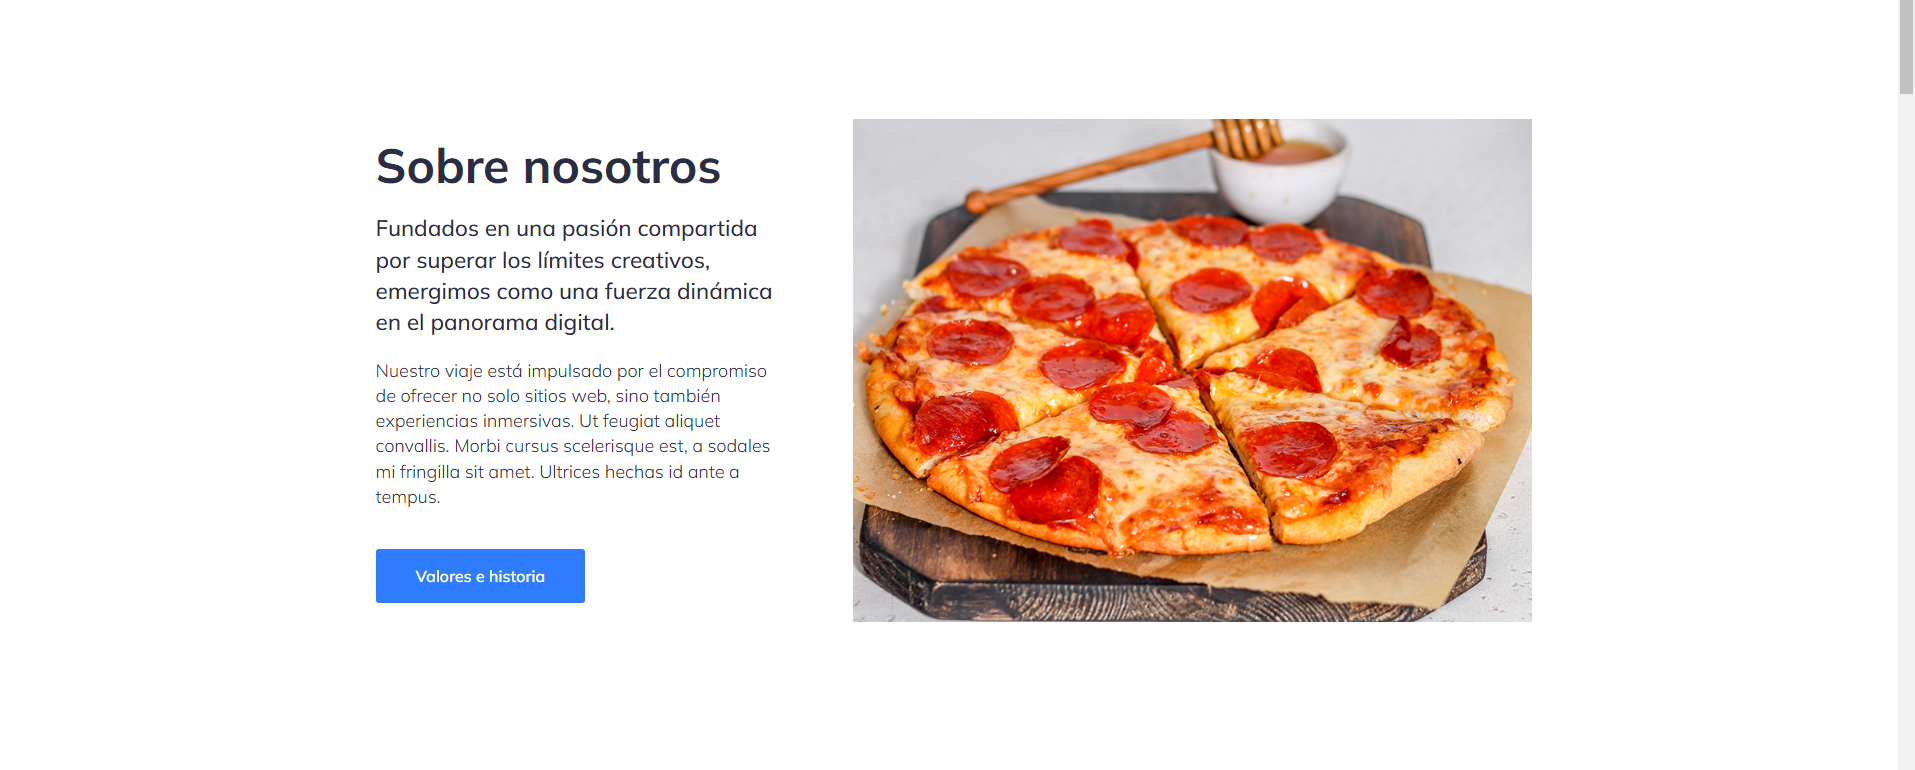 Sobre nosotros
Fundados en una pasión compartida
por superar los límites creativos,
emergimos como una fuerza dinámica
en el panorama digital.
Nuestro viaje está impulsado por el compromiso
de ofrecer no solo sitios web, sino también
experiencias inmersivas. Ut feugiat aliquet
convallis. Morbi cursus scelerisque est, a sodales
mi fringilla sit amet. Ultrices hechas id ante a
tempus.
Valores e historia